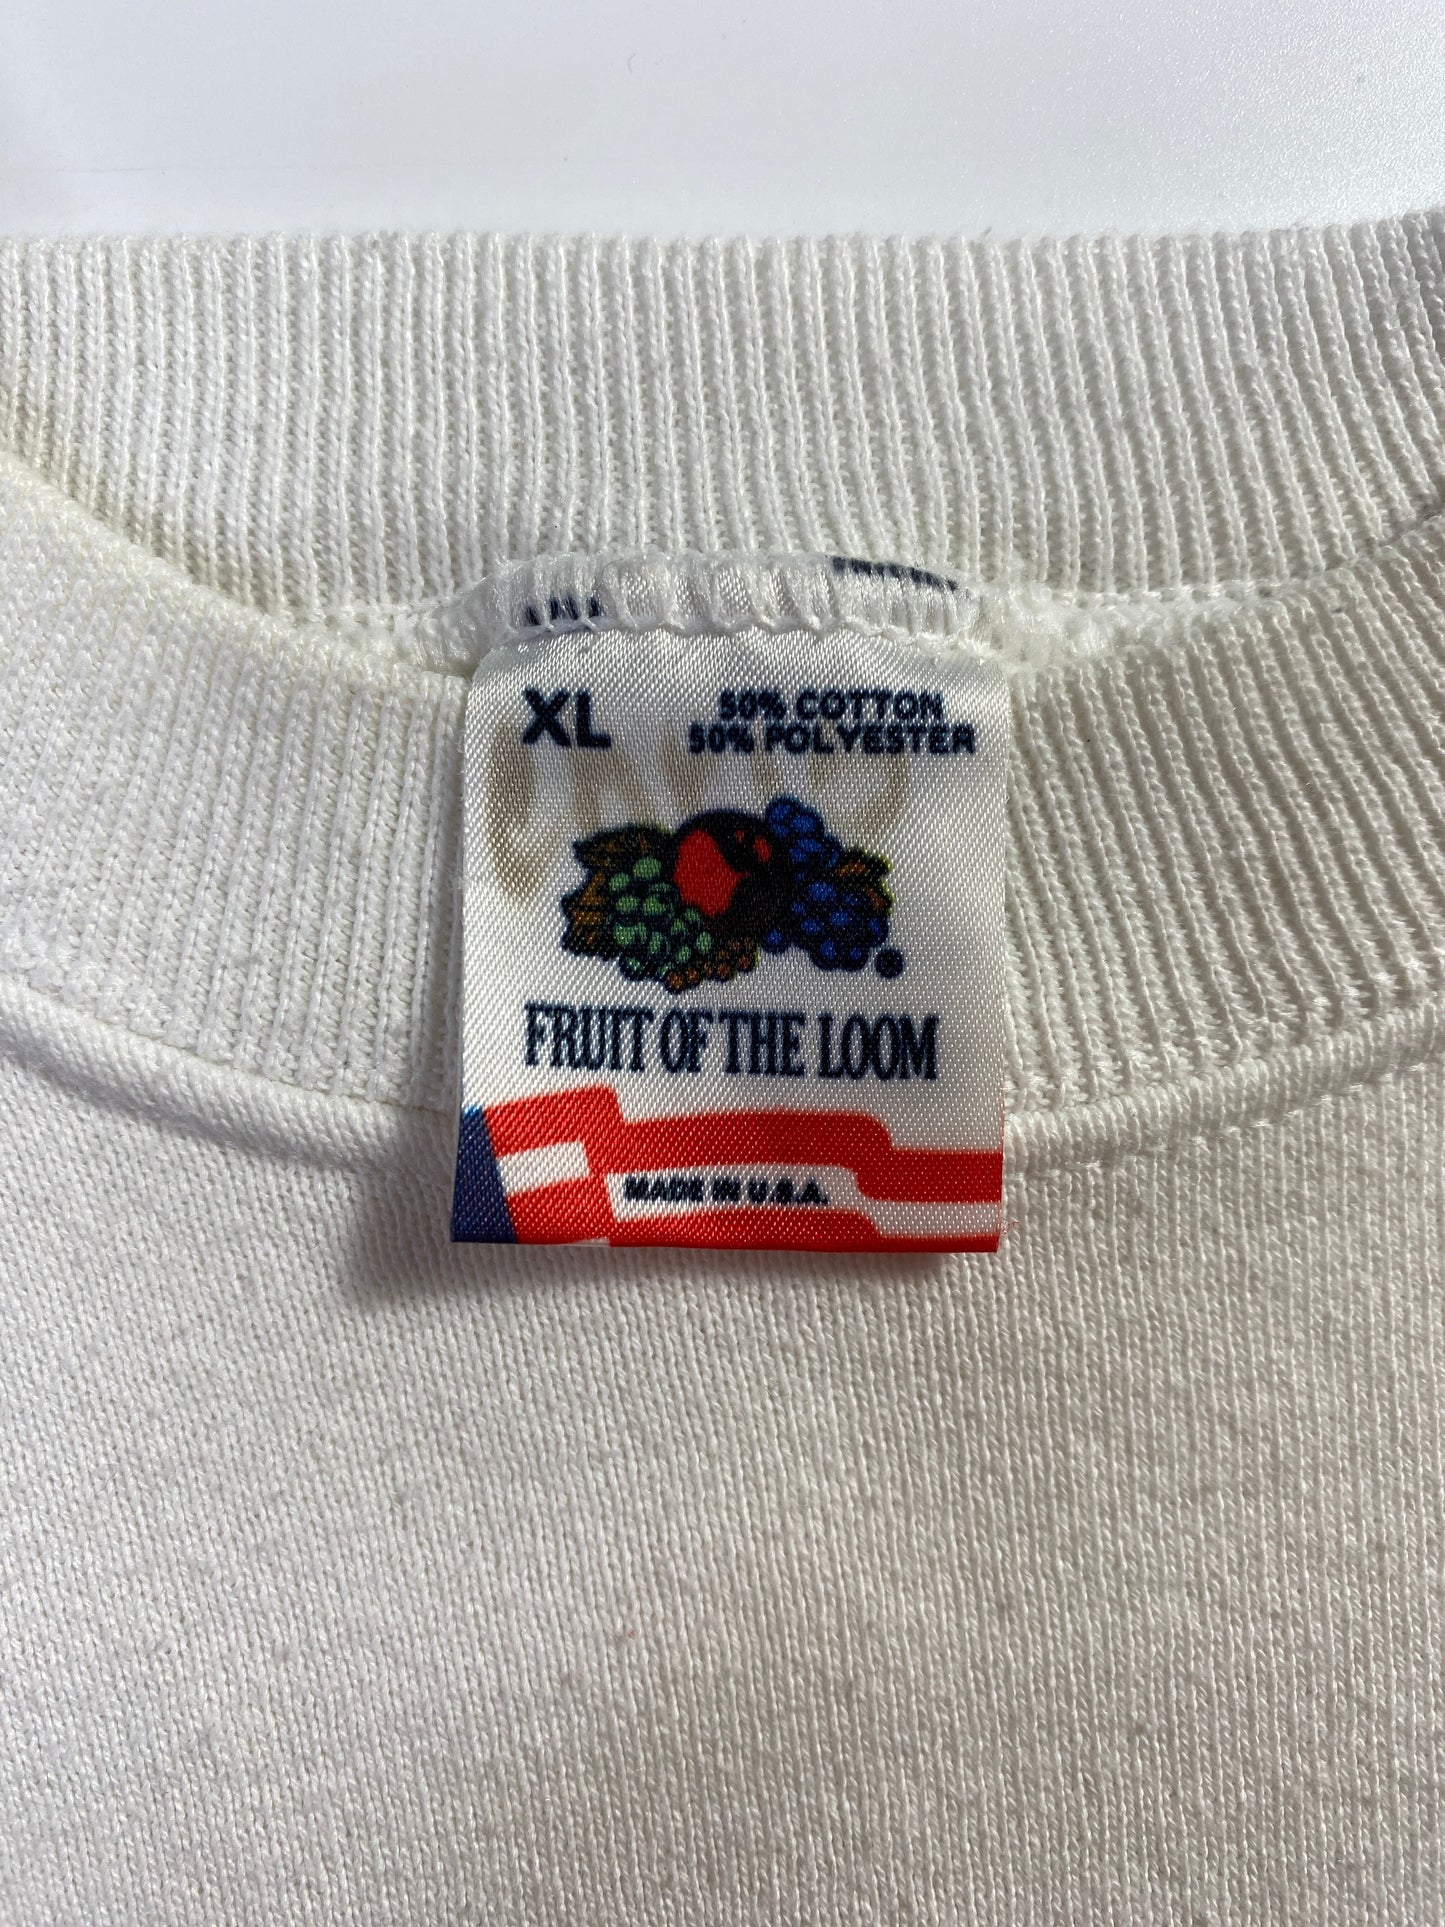 XL
50% COTTON
50% POLYESTER
®
FRUIT OF THE LOOM
MADE IN U.S.A.